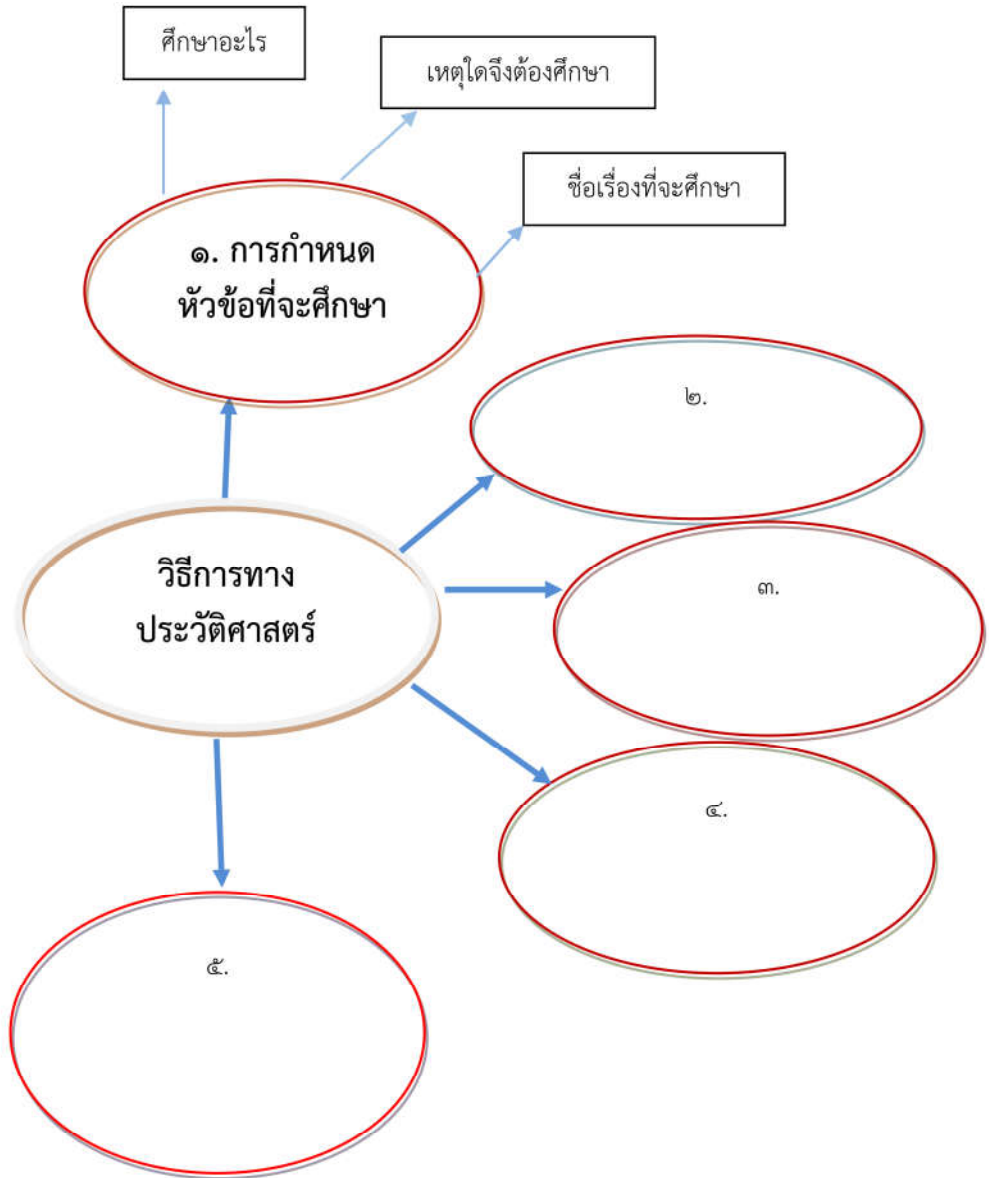 ศึกษาอะไร
เหตุใดจึงต้องศึกษา
ชื่อเรื่องที่จะศึกษา
๑. การกำหนด
หัวข้อที่จะศึกษา
๒.
๓.
วิธีการทาง
ประวัติศาสตร์
๔.
๕.